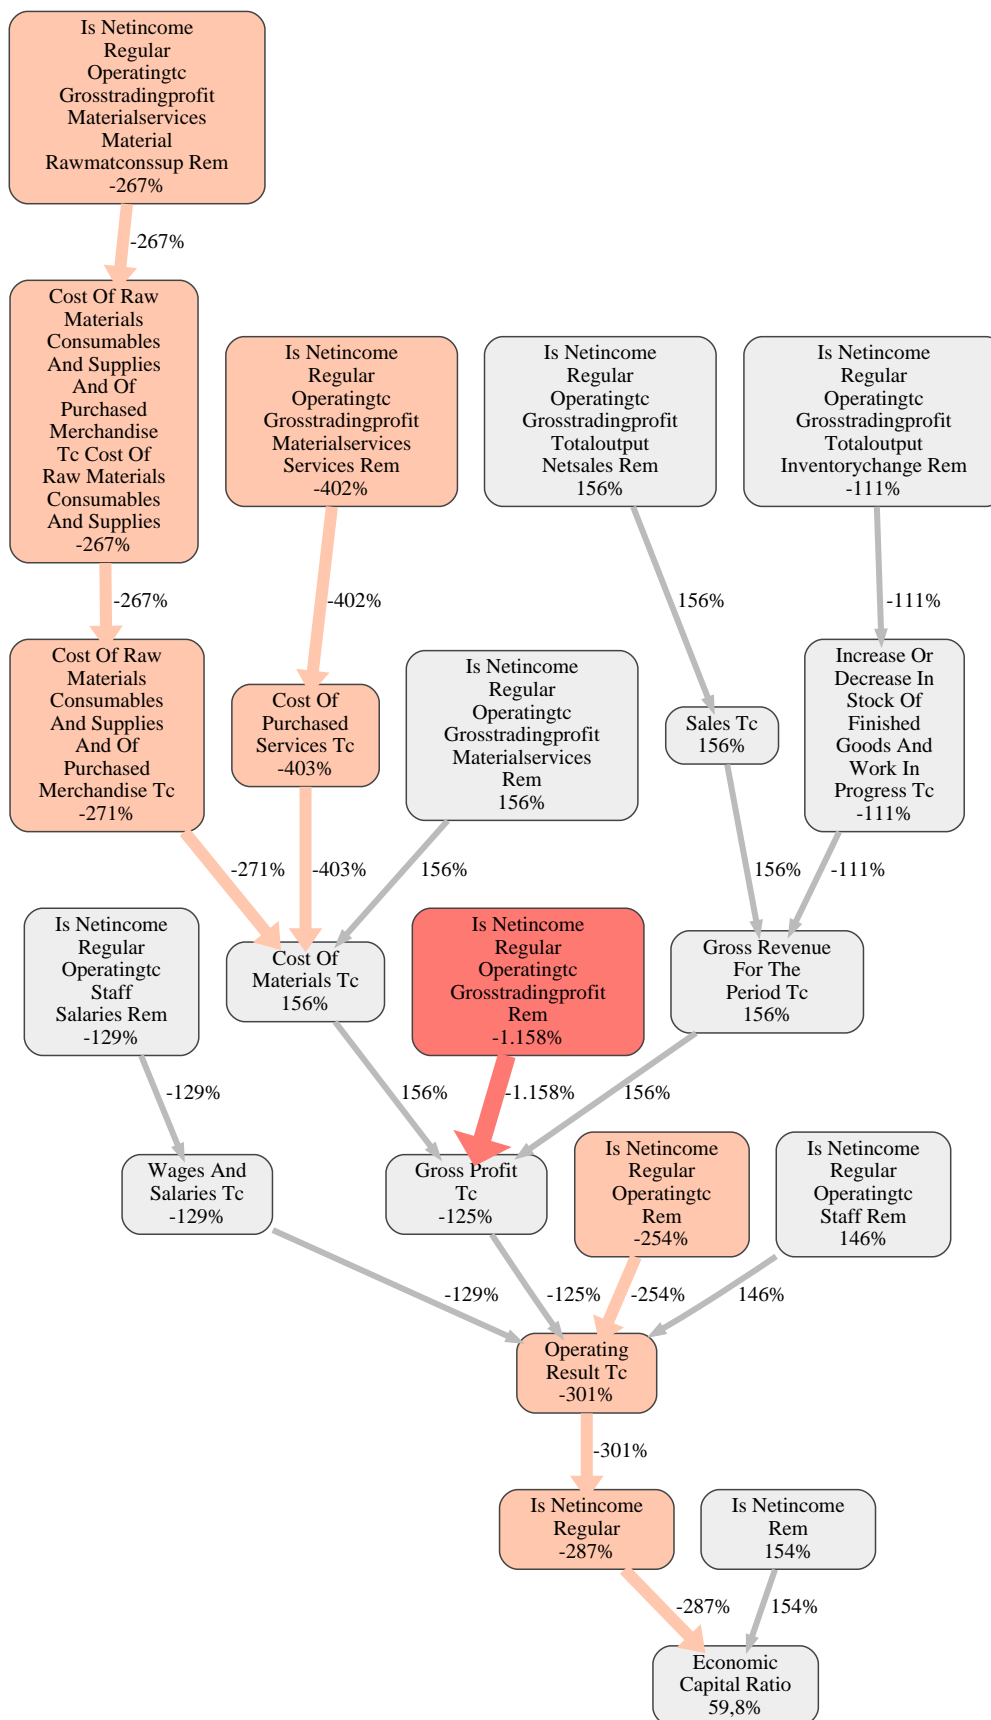 Is Netincome
Regular
Operatingtc
Grosstradingprofit
Materialservices
Material
Rawmatconssup Rem
-267%
-267%
Cost Of Raw
Materials
Consumables
And Supplies
And Of
Purchased
Merchandise
Tc Cost Of
Raw Materials
Consumables
And Supplies
-267%
Is Netincome
Regular
Operatingtc
Grosstradingprofit
Materialservices
Services Rem
-402%
Is Netincome
Regular
Operatingtc
Grosstradingprofit
Totaloutput
Netsales Rem
156%
Is Netincome
Regular
Operatingtc
Grosstradingprofit
Totaloutput
Inventorychange Rem
-111%
-267%
-402%
156%
-111%
Cost Of Raw
Materials
Consumables
And Supplies
And Of
Purchased
Merchandise Tc
-271%
Cost Of
Purchased
Services Tc
-403%
Is Netincome
Regular
Operatingtc
Grosstradingprofit
Materialservices
Rem
156%
Sales Tc
156%
Increase Or
Decrease In
Stock Of
Finished
Goods And
Work In
Progress Tc
-111%
-271%
-403%
156%
156%
-111%
Is Netincome
Regular
Operatingtc
Staff
Salaries Rem
-129%
Cost Of
Materials Tc
156%
Is Netincome
Regular
Operatingtc
Grosstradingprofit
Rem
-1.158%
Gross Revenue
For The
Period Tc
156%
-129%
156%
-1.158%
156%
Wages And
Salaries Tc
-129%
Gross Profit
Tc
-125%
Is Netincome
Regular
Operatingtc
Rem
-254%
Is Netincome
Regular
Operatingtc
Staff Rem
146%
-129%
-125%
-254%
146%
Operating
Result Tc
-301%
-301%
Is Netincome
Regular
-287%
Is Netincome
Rem
154%
-287%
154%
Economic
Capital Ratio
59,8%